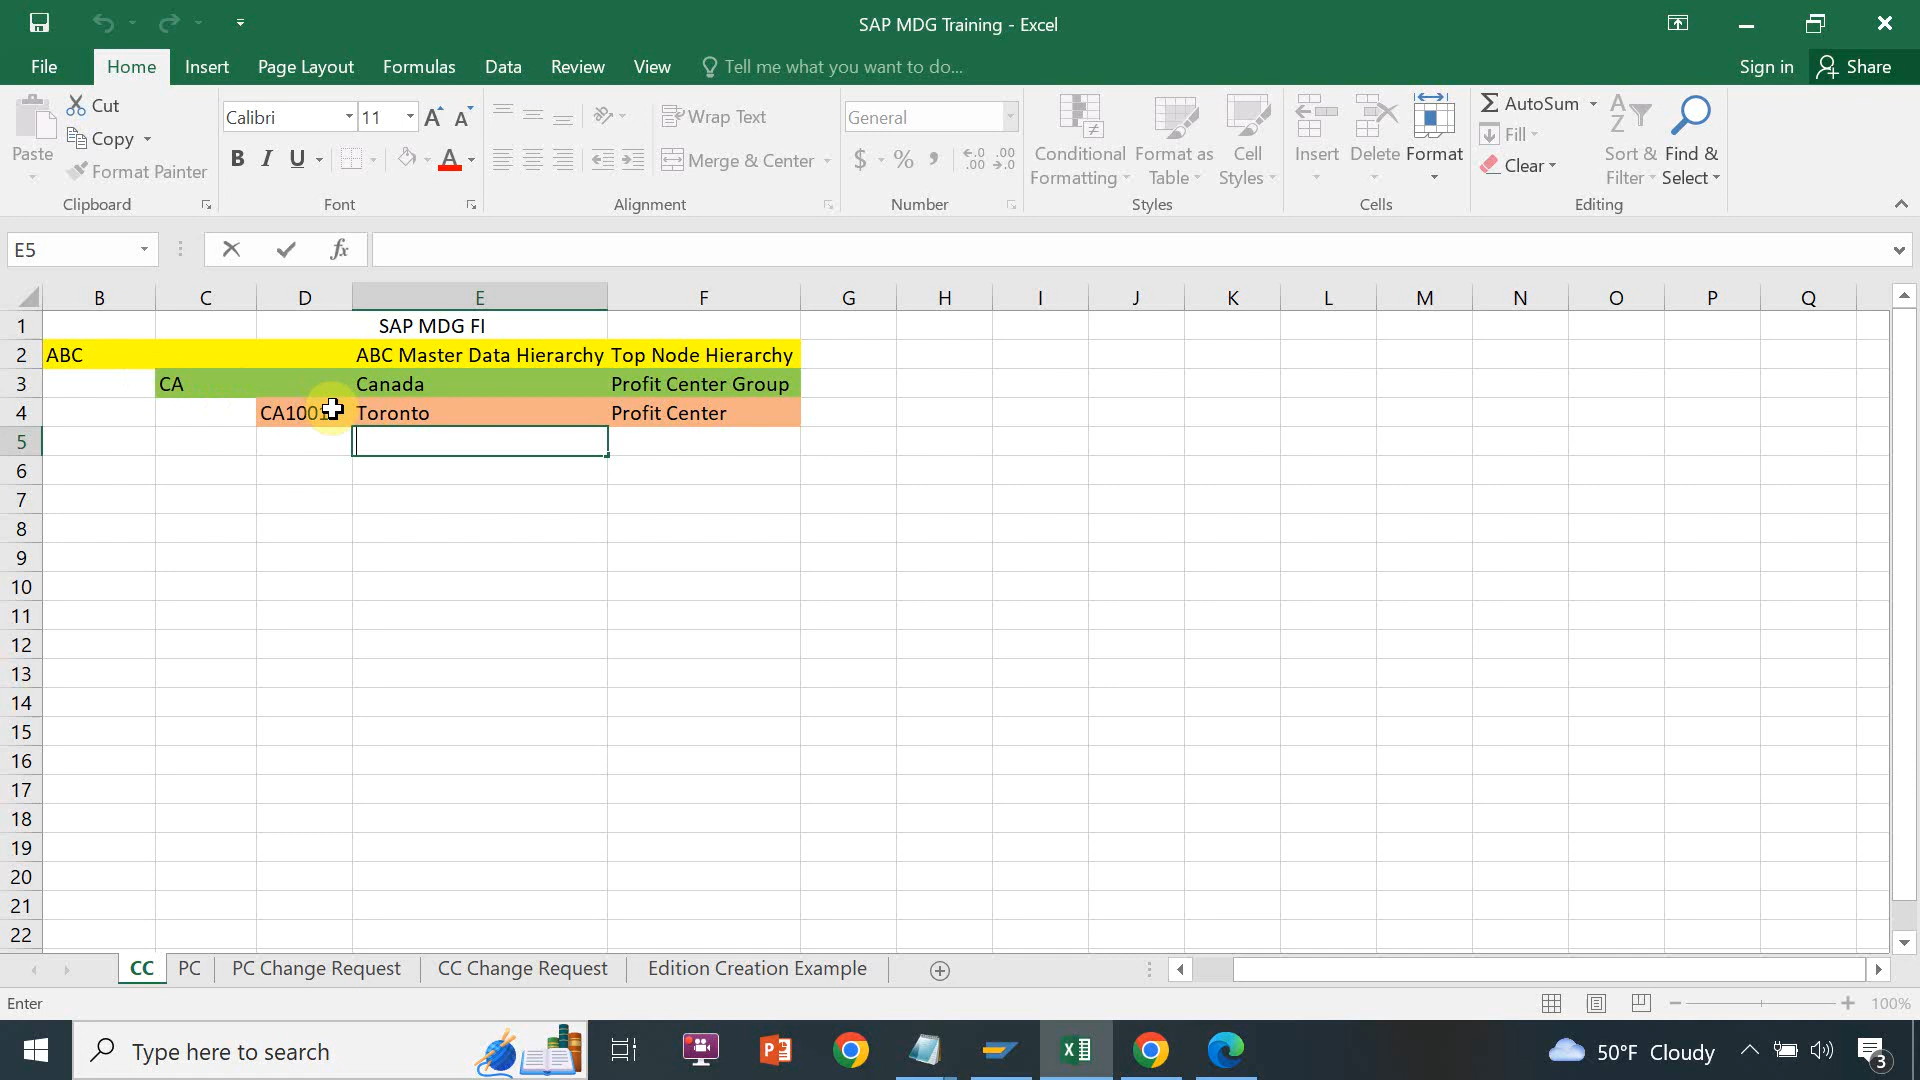 SAP MDG Training - Excel
File Home Insert Page Layout Formulas Data Review View Tell me what you want to do... Sign in Share
Paste Cut Copy Format Painter Clipboard
Calibri 11 A A B I U A Font
Wrap Text Merge & Center Alignment
General $ % , Number
Conditional Formatting Format as Table Cell Styles Styles
Insert Delete Format Cells
AutoSum Fill Clear Sort & Filter Find & Select Editing
E5 fx
B C D E F G H I J K L M N O P Q
1 SAP MDG FI
2 ABC ABC Master Data Hierarchy Top Node Hierarchy
3 CA Canada Profit Center Group
4 CA1001 Toronto Profit Center
5
6
7
8
9
10
11
12
13
14
15
16
17
18
19
20
21
22
CC PC PC Change Request CC Change Request Edition Creation Example
Enter 100%
Type here to search 50°F Cloudy 3